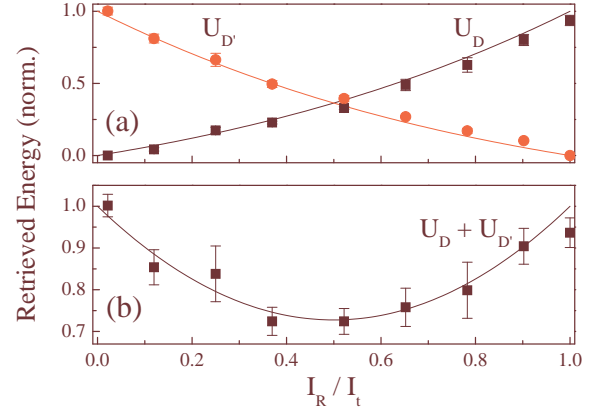 1.0
U_D'
U_D
0.5
(a)
0.0
Retrieved Energy (norm.)
1.0
U_D + U_D'
0.9
0.8
(b)
0.7
0.0 0.2 0.4 0.6 0.8 1.0
I_R / I_t